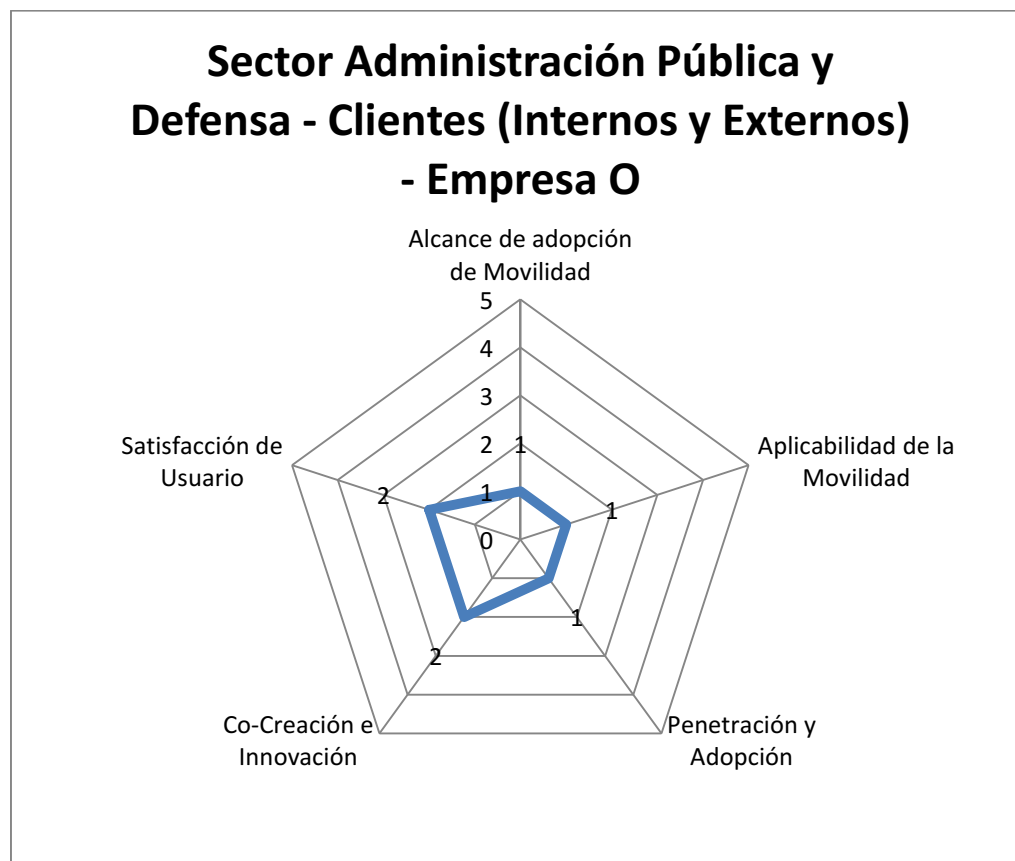 Sector Administración Pública y
Defensa - Clientes (Internos y Externos)
- Empresa O
Alcance de adopción
de Movilidad
5
4
3
2
1
1
0
Aplicabilidad de la
Movilidad
1
Penetración y
Adopción
1
Co-Creación e
Innovación
2
Satisfacción de
Usuario
2